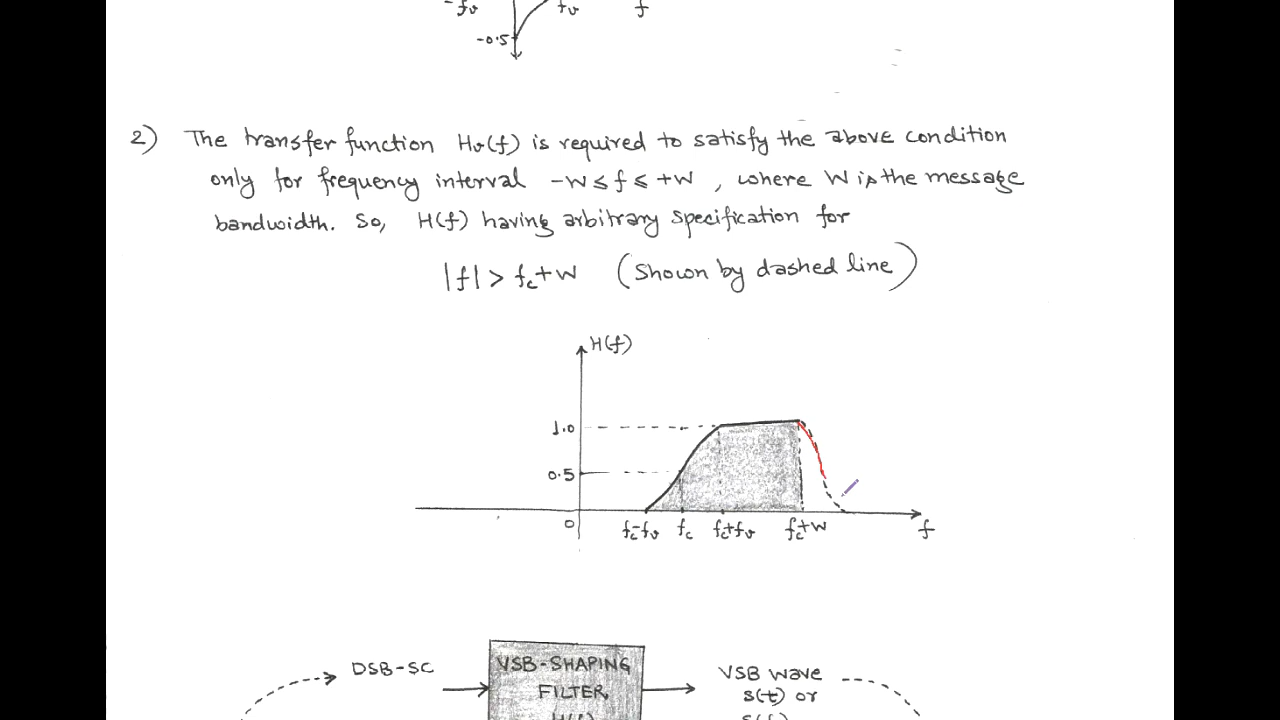 -fv fv f
-0.5
2) The transfer function Hv(f) is required to satisfy the above condition
only for frequency interval -W ≤ f ≤ +W , where W is the message
bandwidth. So, H(f) having arbitrary specification for
|f| > fc+W (Shown by dashed line)
H(f)
1.0
0.5
0 fc-fv fc fc+fv fc+W f
DSB-SC VSB-SHAPING VSB wave
FILTER, s(t) or
H(f) S(f)